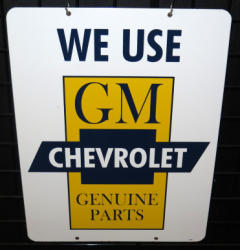 WE USE
GM
CHEVROLET
GENUINE
PARTS